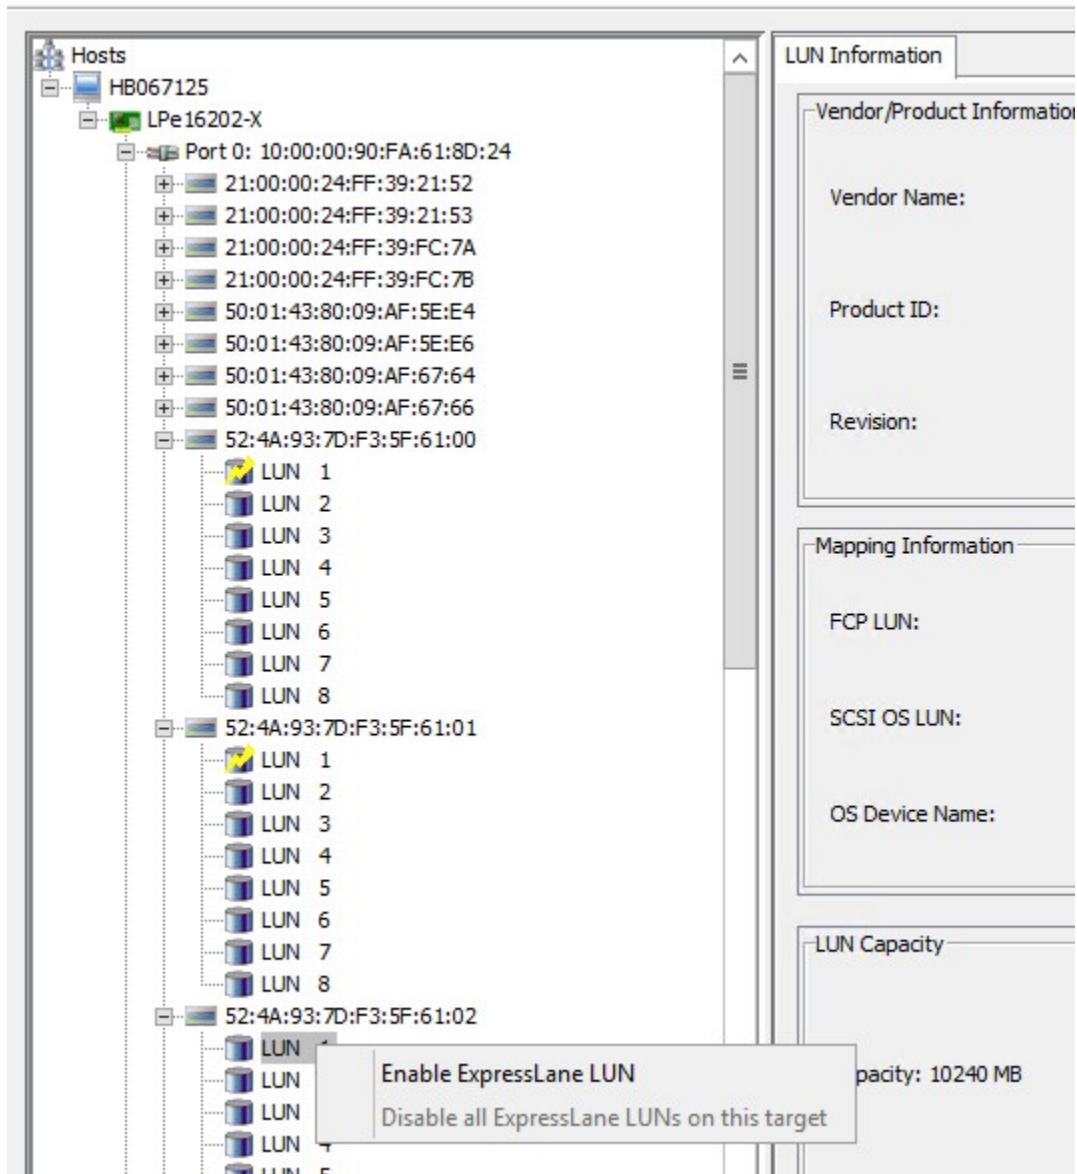 Hosts
HB067125
LPe16202-X
Port 0: 10:00:00:90:FA:61:8D:24
21:00:00:24:FF:39:21:52
21:00:00:24:FF:39:21:53
21:00:00:24:FF:39:FC:7A
21:00:00:24:FF:39:FC:7B
50:01:43:80:09:AF:5E:E4
50:01:43:80:09:AF:5E:E6
50:01:43:80:09:AF:67:64
50:01:43:80:09:AF:67:66
52:4A:93:7D:F3:5F:61:00
LUN 1
LUN 2
LUN 3
LUN 4
LUN 5
LUN 6
LUN 7
LUN 8
52:4A:93:7D:F3:5F:61:01
LUN 1
LUN 2
LUN 3
LUN 4
LUN 5
LUN 6
LUN 7
LUN 8
52:4A:93:7D:F3:5F:61:02
LUN
LUN
LUN
LUN 4
LUN 5
Enable ExpressLane LUN
Disable all ExpressLane LUNs on this target
LUN Information
Vendor/Product Information
Vendor Name:
Product ID:
Revision:
Mapping Information
FCP LUN:
SCSI OS LUN:
OS Device Name:
LUN Capacity
pacity: 10240 MB